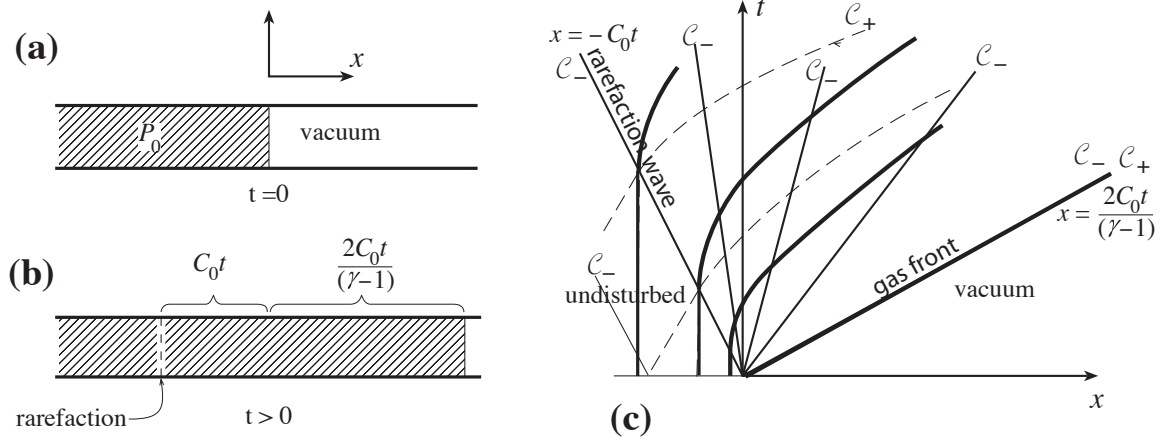 (a)
x
P₀
vacuum
t =0
(b)
C₀t
2C₀t
(γ−1)
rarefaction
t > 0
t
x = −C₀t
𝒞₋
𝒞₋
𝒞₊
𝒞₋
𝒞₋
rarefaction wave
𝒞₋ 𝒞₊
x = 2C₀t
(γ−1)
gas front
𝒞₋
undisturbed
vacuum
x
(c)